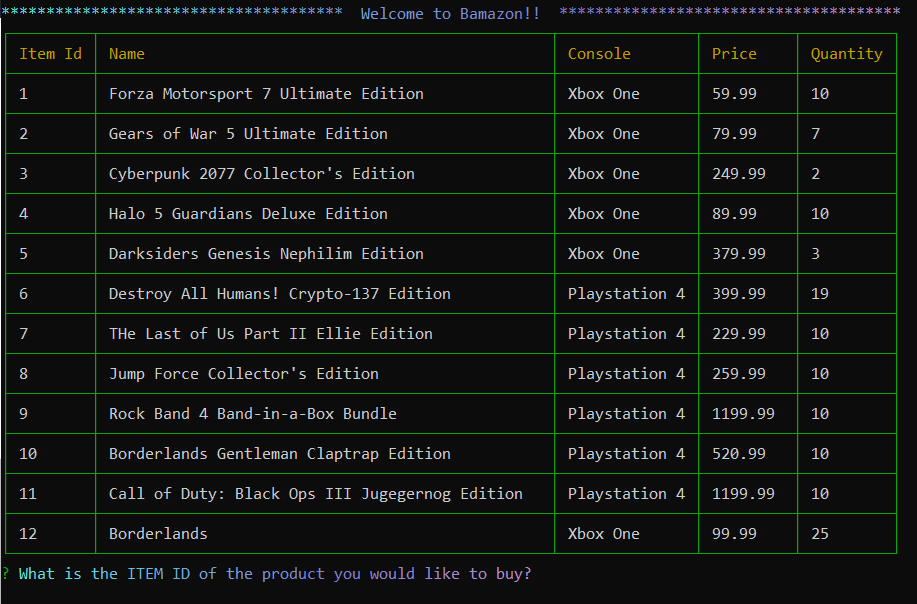 ************************************** Welcome to Bamazon!! **************************************
Item Id Name Console Price Quantity
1 Forza Motorsport 7 Ultimate Edition Xbox One 59.99 10
2 Gears of War 5 Ultimate Edition Xbox One 79.99 7
3 Cyberpunk 2077 Collector's Edition Xbox One 249.99 2
4 Halo 5 Guardians Deluxe Edition Xbox One 89.99 10
5 Darksiders Genesis Nephilim Edition Xbox One 379.99 3
6 Destroy All Humans! Crypto-137 Edition Playstation 4 399.99 19
7 THe Last of Us Part II Ellie Edition Playstation 4 229.99 10
8 Jump Force Collector's Edition Playstation 4 259.99 10
9 Rock Band 4 Band-in-a-Box Bundle Playstation 4 1199.99 10
10 Borderlands Gentleman Claptrap Edition Playstation 4 520.99 10
11 Call of Duty: Black Ops III Jugegernog Edition Playstation 4 1199.99 10
12 Borderlands Xbox One 99.99 25
? What is the ITEM ID of the product you would like to buy?